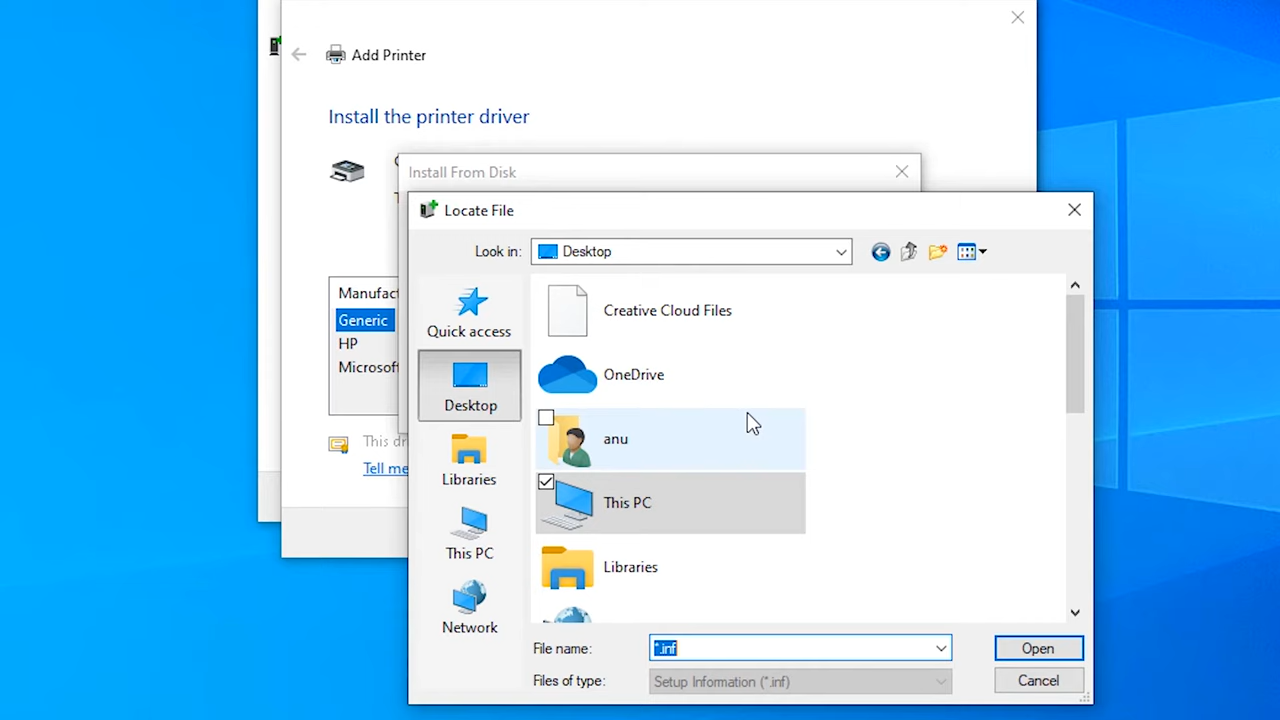 Add Printer
Install the printer driver
Install From Disk
Locate File
Look in:
Desktop
Manufac
Generic
HP
Microsof
This dr
Tell me
Quick access
Desktop
Libraries
This PC
Network
Creative Cloud Files
OneDrive
anu
This PC
Libraries
File name:
*.inf
Open
Files of type:
Setup Information (*.inf)
Cancel